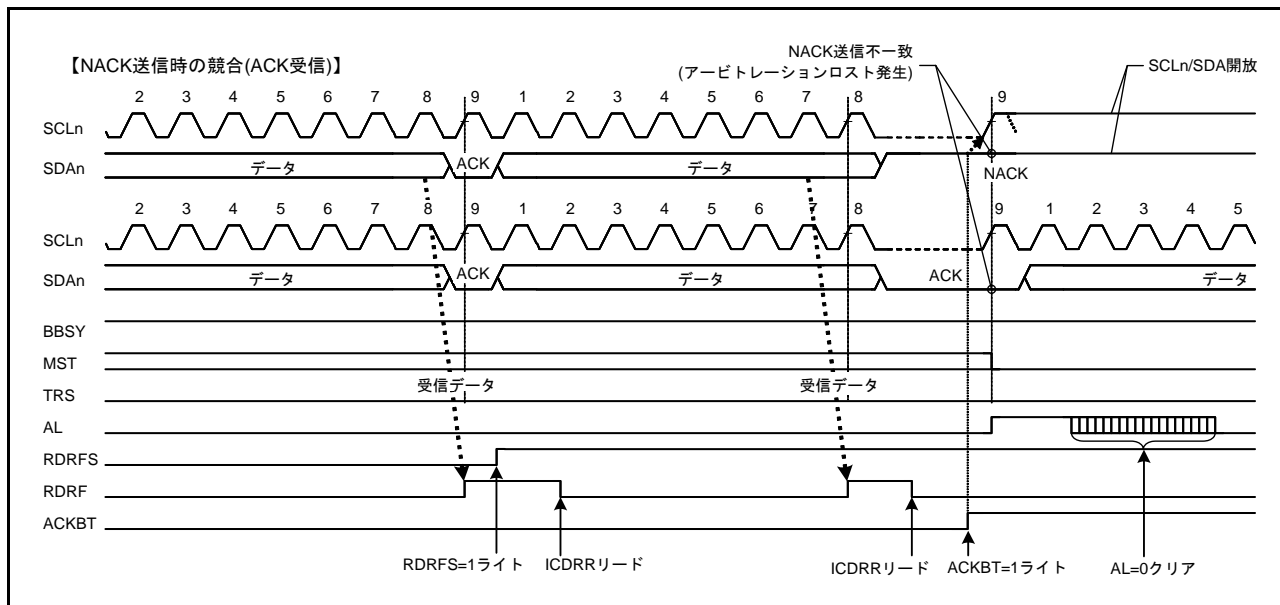 【NACK送信時の競合(ACK受信)】
NACK送信不一致
(アービトレーションロスト発生)
SCLn/SDA開放
2 3 4 5 6 7 8 9 1 2 3 4 5 6 7 8 9
SCLn
SDAn
データ ACK データ NACK
2 3 4 5 6 7 8 9 1 2 3 4 5 6 7 8 9 1 2 3 4 5
SCLn
SDAn
データ ACK データ ACK データ
BBSY
MST
受信データ 受信データ
TRS
AL
RDRFS
RDRF
ACKBT
RDRFS=1ライト ICDRRリード ICDRRリード ACKBT=1ライト AL=0クリア